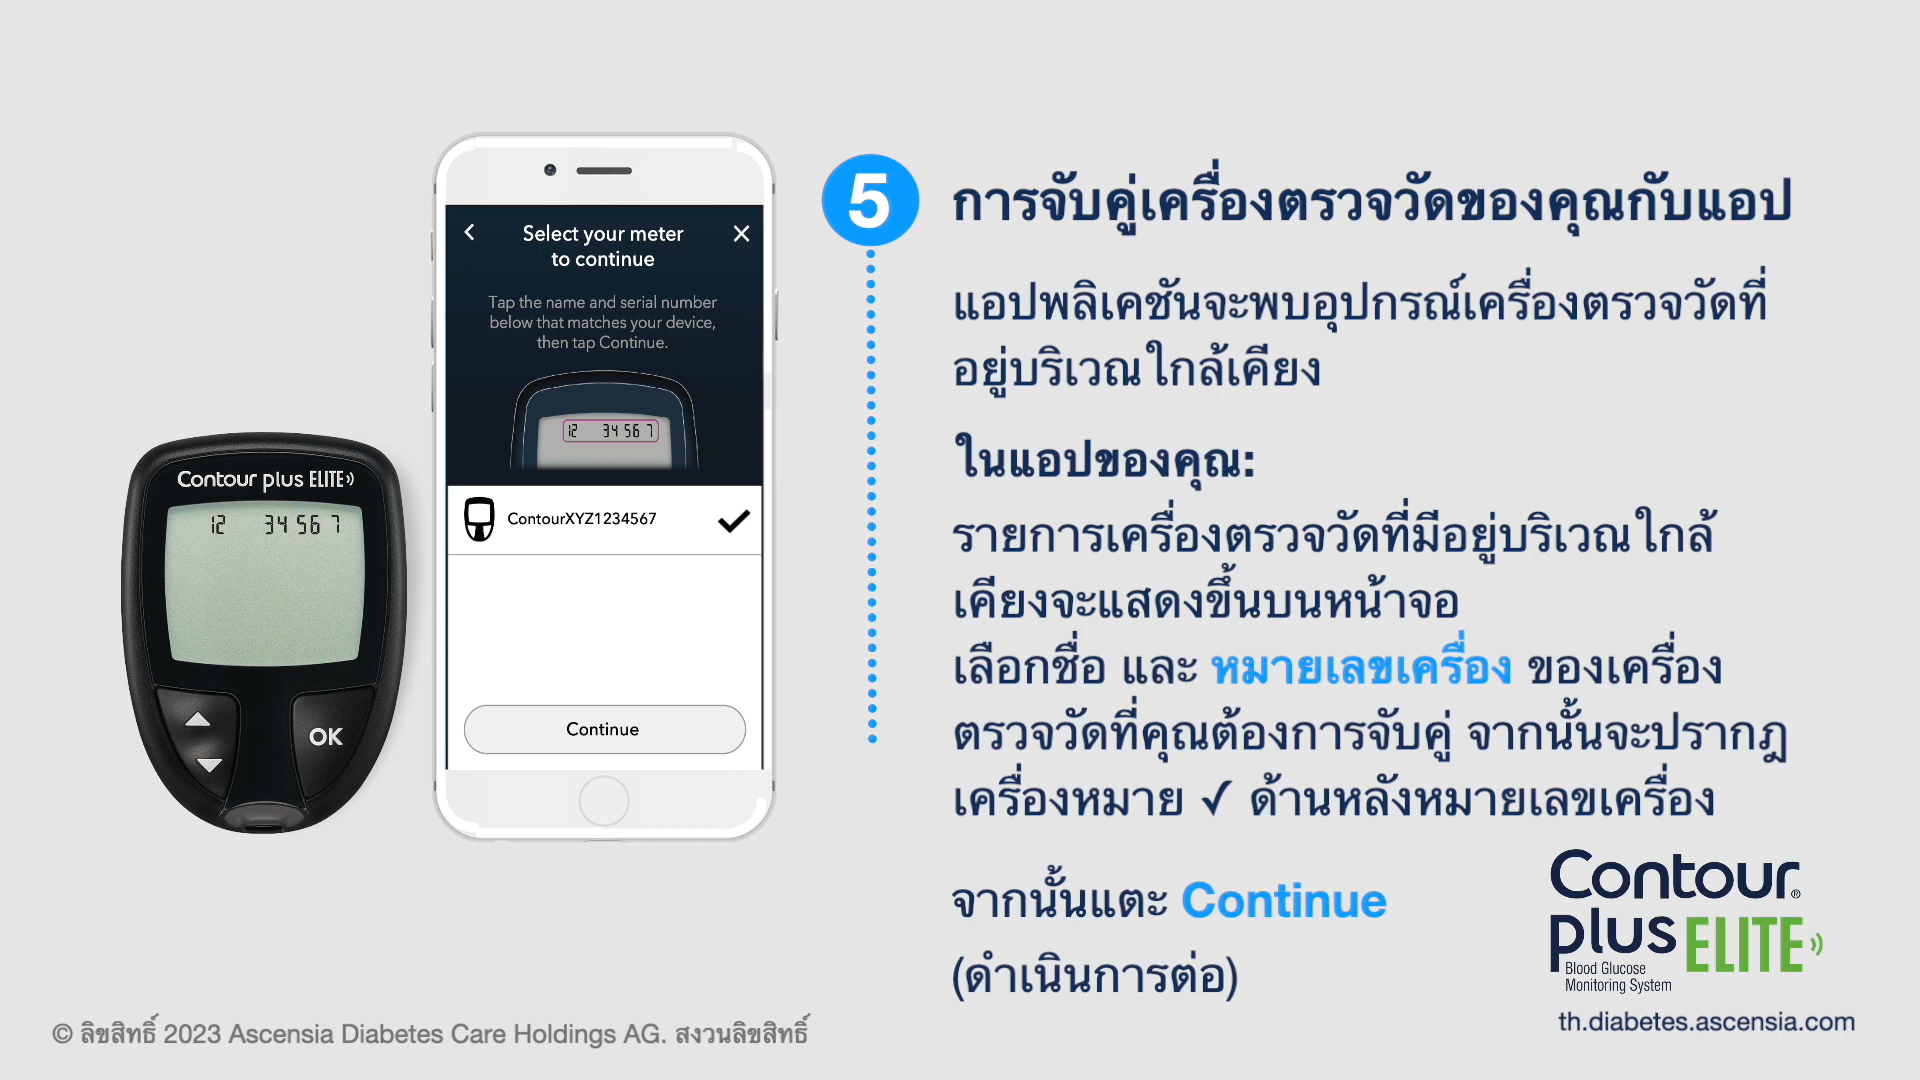 Contour plus ELITE
12 34 56 7
OK
Select your meter
to continue
Tap the name and serial number
below that matches your device,
then tap Continue.
12 34 56 7
ContourXYZ1234567
Continue
5
การจับคู่เครื่องตรวจวัดของคุณกับแอป
แอปพลิเคชันจะพบอุปกรณ์เครื่องตรวจวัดที่
อยู่บริเวณใกล้เคียง
ในแอปของคุณ:
รายการเครื่องตรวจวัดที่มีอยู่บริเวณใกล้
เคียงจะแสดงขึ้นบนหน้าจอ
เลือกชื่อ และ หมายเลขเครื่อง ของเครื่อง
ตรวจวัดที่คุณต้องการจับคู่ จากนั้นจะปรากฎ
เครื่องหมาย ✓ ด้านหลังหมายเลขเครื่อง
จากนั้นแตะ Continue
(ดำเนินการต่อ)
Contour®
plus ELITE
Blood Glucose
Monitoring System
th.diabetes.ascensia.com
© ลิขสิทธิ์ 2023 Ascensia Diabetes Care Holdings AG. สงวนลิขสิทธิ์